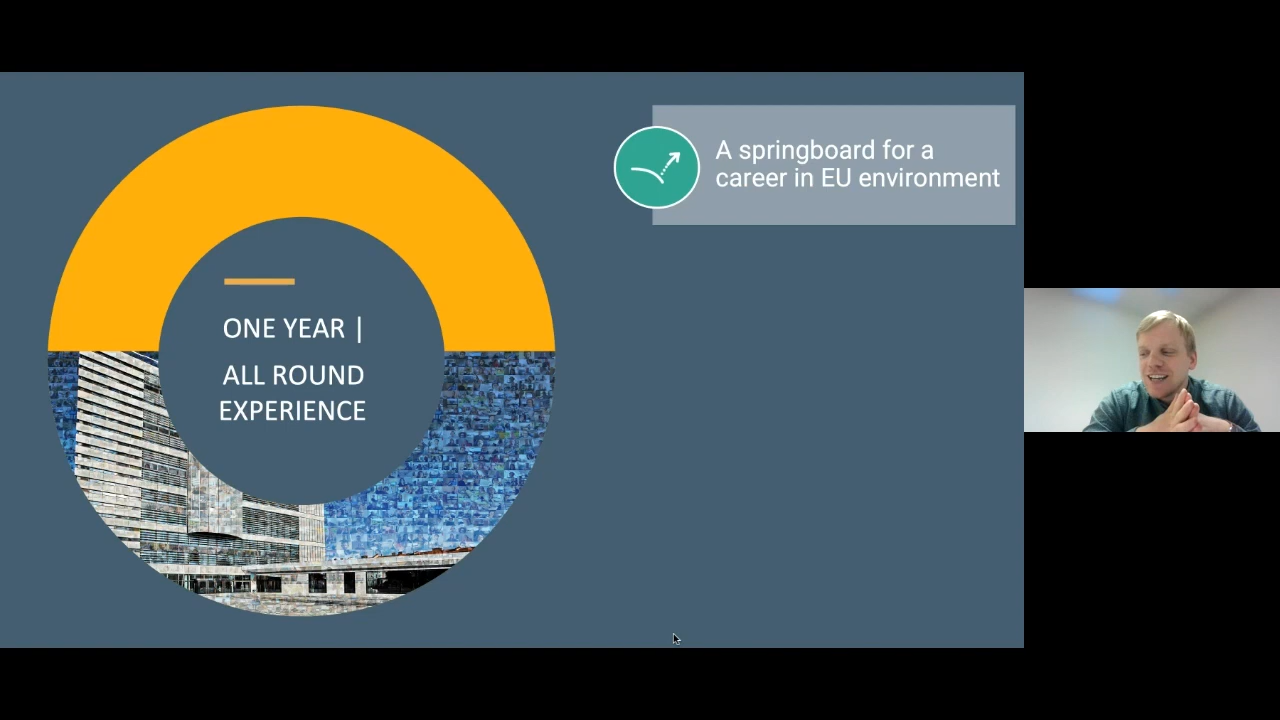 ONE YEAR |
ALL ROUND
EXPERIENCE
A springboard for a
career in EU environment